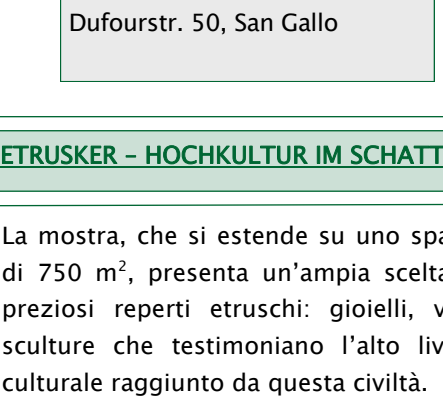 Dufourstr. 50, San Gallo
ETRUSKER – HOCHKULTUR IM SCHATT
La mostra, che si estende su uno spa
di 750 m², presenta un’ampia scelta
preziosi reperti etruschi: gioielli, v
sculture che testimoniano l’alto liv
culturale raggiunto da questa civiltà.